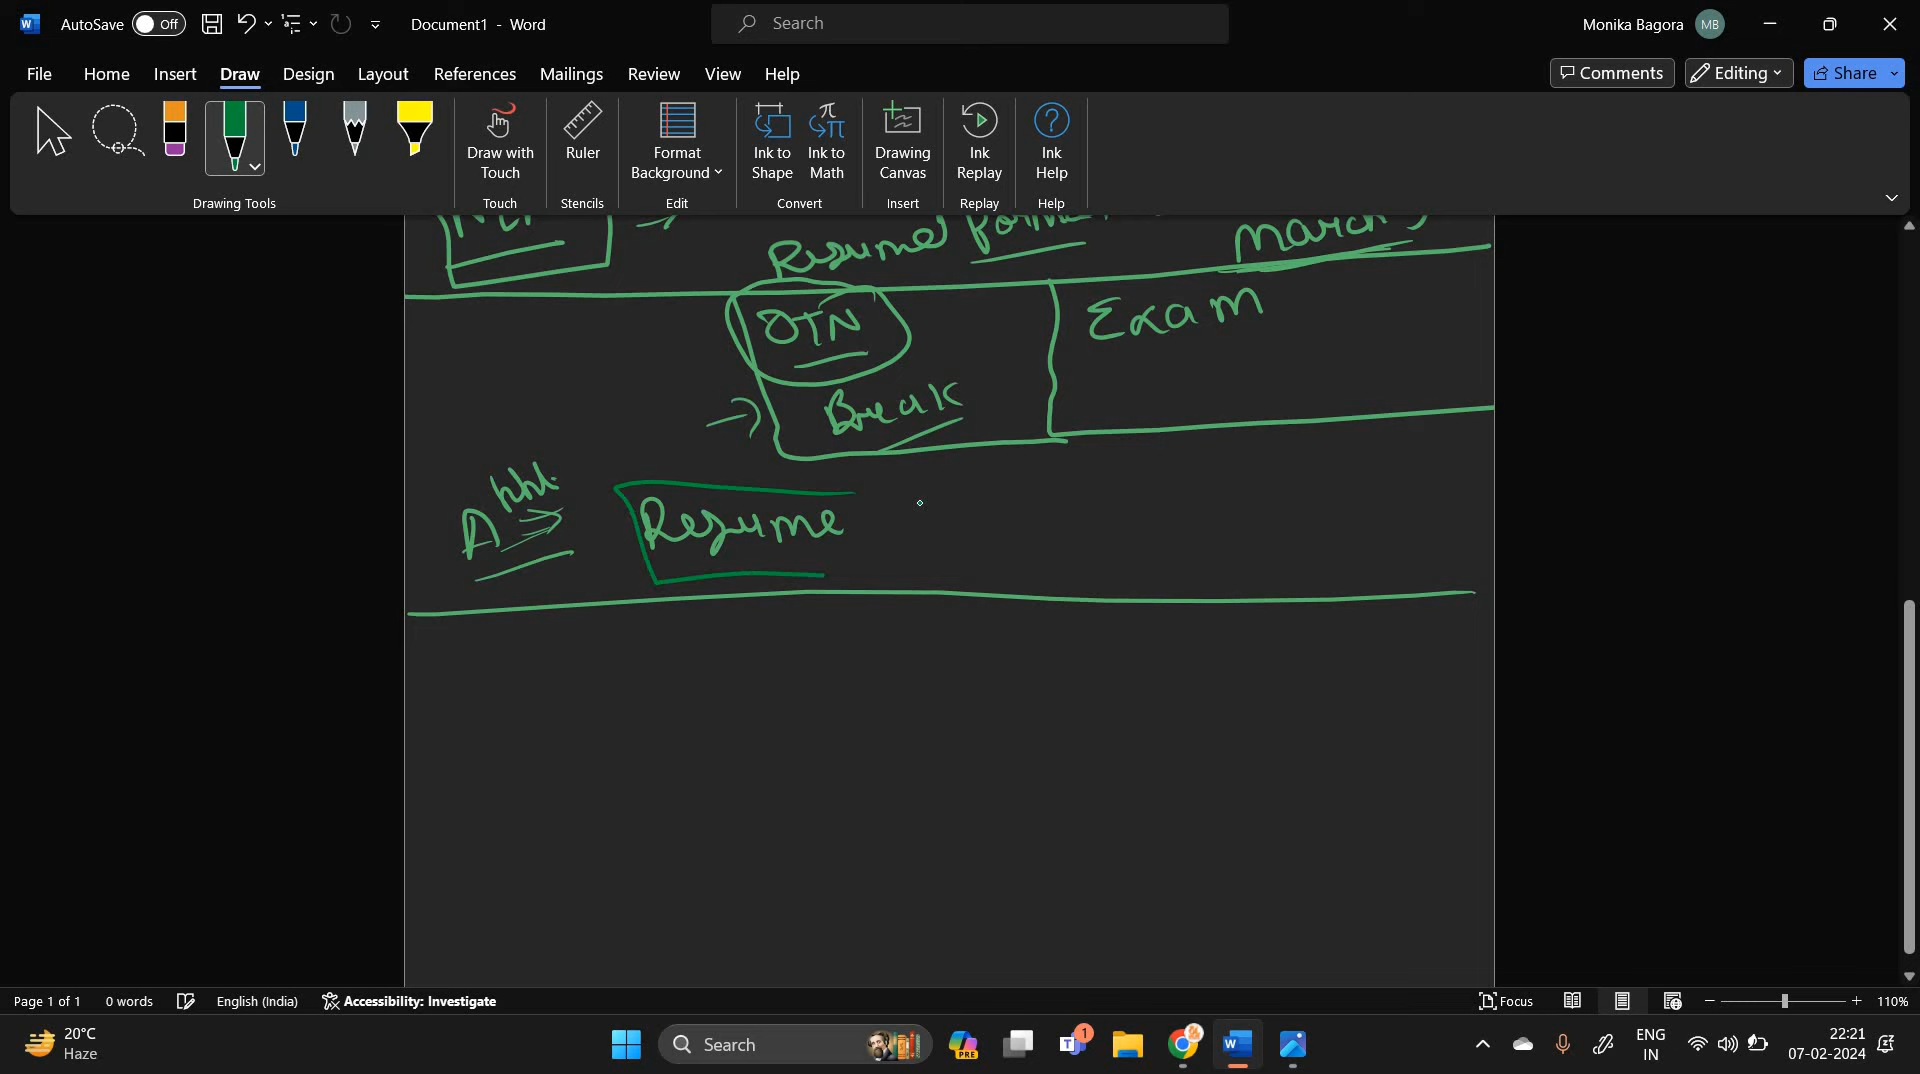 AutoSave Off Document1 - Word Search Monika Bagora MB
File Home Insert Draw Design Layout References Mailings Review View Help Comments Editing Share
Draw with Touch Ruler Format Background Ink to Shape Ink to Math Drawing Canvas Ink Replay Ink Help
Drawing Tools Touch Stencils Edit Convert Insert Replay Help
Resume format March
OTN Exam
Break
Resume
Page 1 of 1 0 words English (India) Accessibility: Investigate Focus 110%
20°C
Haze
Search PRE 1
ENG
IN
22:21
07-02-2024